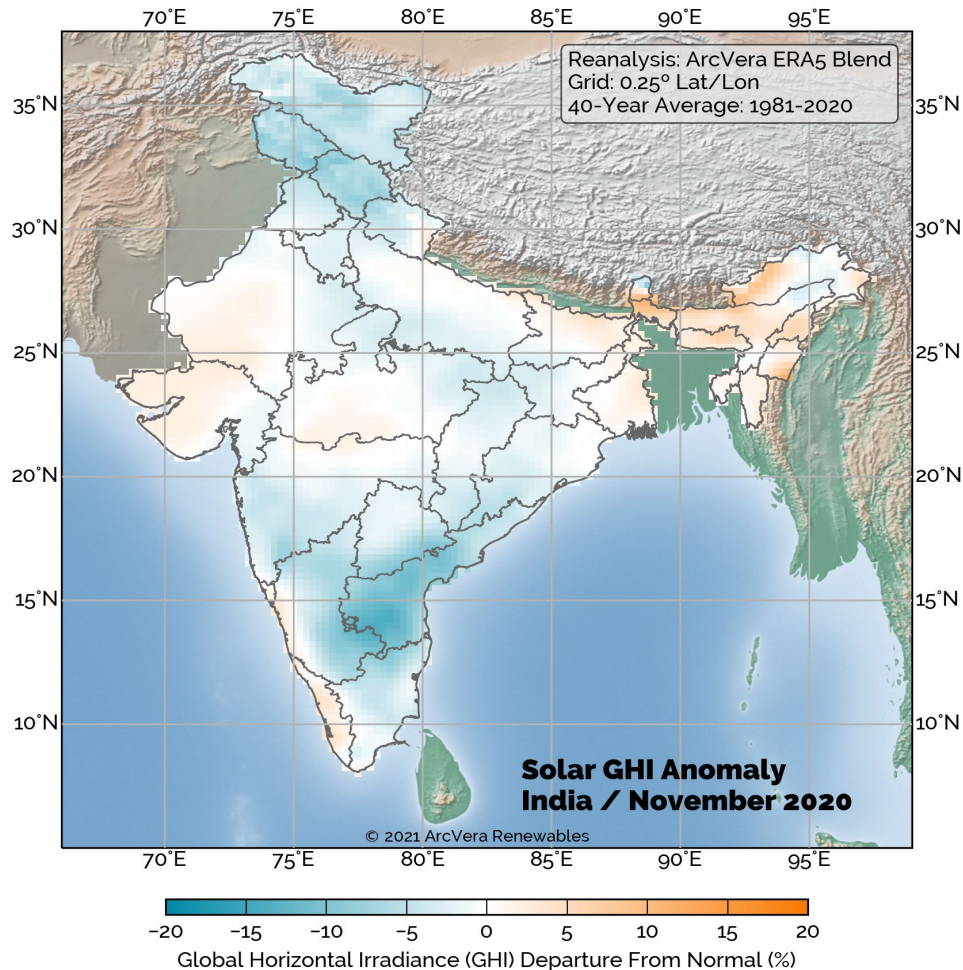 70°E 75°E 80°E 85°E 90°E 95°E
Reanalysis: ArcVera ERA5 Blend
Grid: 0.25º Lat/Lon
40-Year Average: 1981-2020
35°N 35°N
30°N 30°N
25°N 25°N
20°N 20°N
15°N 15°N
10°N 10°N
Solar GHI Anomaly
India / November 2020
© 2021 ArcVera Renewables
70°E 75°E 80°E 85°E 90°E 95°E
−20 −15 −10 −5 0 5 10 15 20
Global Horizontal Irradiance (GHI) Departure From Normal (%)